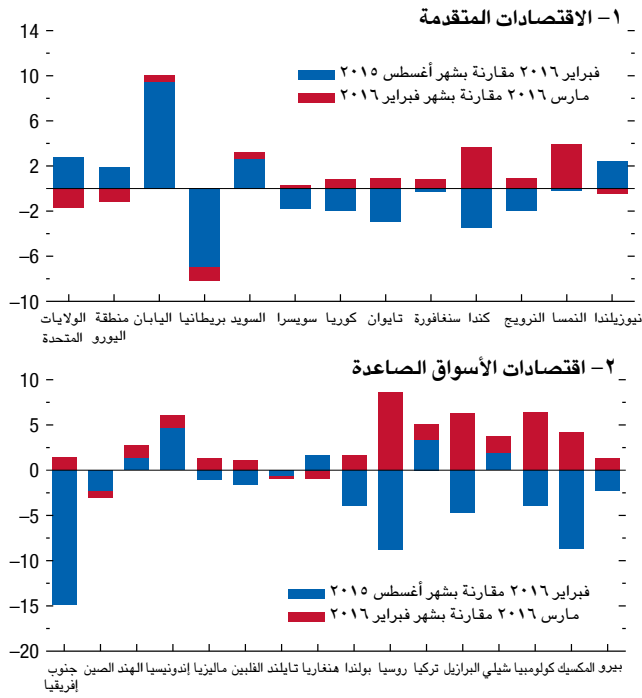 ١– الاقتصادات المتقدمة
14
10
6
2
–2
–6
–10
فبراير ٢٠١٦ مقارنة بشهر أغسطس ٢٠١٥
مارس ٢٠١٦ مقارنة بشهر فبراير ٢٠١٦
الولايات المتحدة
منطقة اليورو
اليابان
بريطانيا
السويد
سويسرا
كوريا
تايوان
سنغافورة
كندا
النرويج
النمسا
نيوزيلندا
٢– اقتصادات الأسواق الصاعدة
10
5
0
–5
–10
–15
–20
فبراير ٢٠١٦ مقارنة بشهر أغسطس ٢٠١٥
مارس ٢٠١٦ مقارنة بشهر فبراير ٢٠١٦
جنوب إفريقيا
الصين
الهند
إندونيسيا
ماليزيا
الفلبين
تايلند
هنغاريا
بولندا
روسيا
تركيا
البرازيل
شيلي
كولومبيا
المكسيك
بيرو